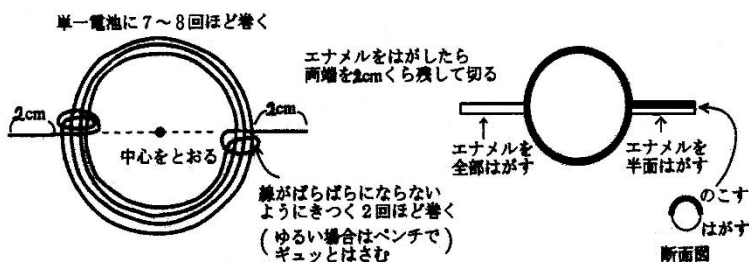 単一電池に7～8回ほど巻く
2cm
2cm
中心をとおる
線がばらばらにならない
ようにきつく2回ほど巻く
(ゆるい場合はペンチで
ギュッとはさむ)
エナメルをはがしたら
両端を2cmくら残して切る
エナメルを
全部はがす
エナメルを
半面はがす
のこす
はがす
断面図